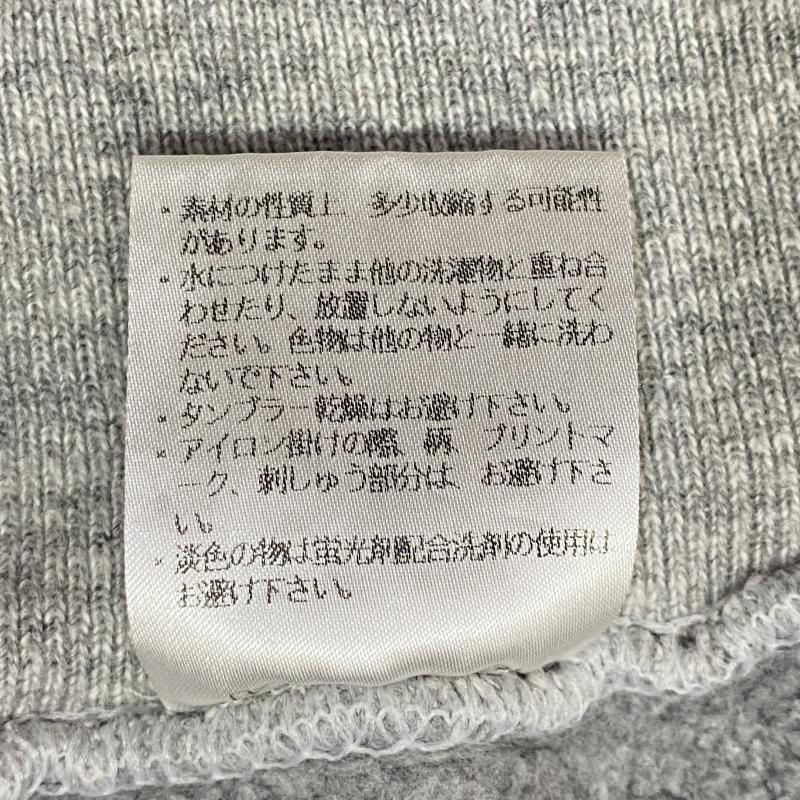 ・素材の性質上　多少収縮する可能性
があります。
・水につけたまま他の洗濯物と重ね合
わせたり、放置しないようにしてく
ださい。色物は他の物と一緒に洗わ
ないで下さい。
・タンブラー乾燥はお避け下さい。
・アイロン掛けの際、柄、プリントマ
ーク、刺しゅう部分は、お避け下さ
い。
・淡色の物は蛍光剤配合洗剤の使用は
お避け下さい。